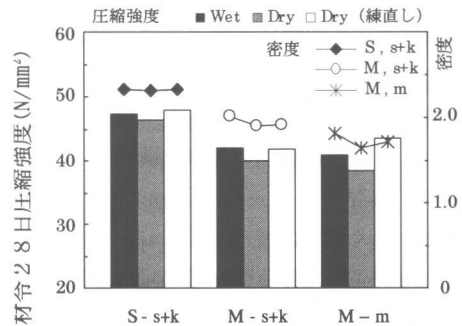 圧縮強度 Wet Dry Dry (練直し)
密度 S, s+k
M, s+k
M, m
材令28日圧縮強度(N/mm²)
60
50
40
30
20
密度
2.0
1.0
0
S - s+k M - s+k M − m